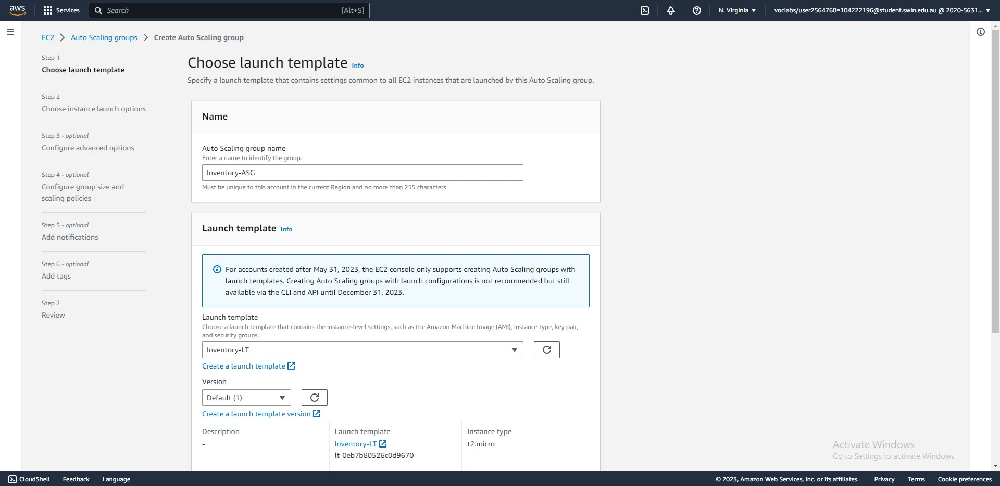 aws
Services
Search [Alt+S]
N. Virginia
voclabs/user2564760=104222196@student.swin.edu.au @ 2020-5631...
EC2 > Auto Scaling groups > Create Auto Scaling group
Step 1
Choose launch template
Step 2
Choose instance launch options
Step 3 - optional
Configure advanced options
Step 4 - optional
Configure group size and
scaling policies
Step 5 - optional
Add notifications
Step 6 - optional
Add tags
Step 7
Review
Choose launch template Info
Specify a launch template that contains settings common to all EC2 instances that are launched by this Auto Scaling group.
Name
Auto Scaling group name
Enter a name to identify the group.
Inventory-ASG
Must be unique to this account in the current Region and no more than 255 characters.
Launch template Info
For accounts created after May 31, 2023, the EC2 console only supports creating Auto Scaling groups with
launch templates. Creating Auto Scaling groups with launch configurations is not recommended but still
available via the CLI and API until December 31, 2023.
Launch template
Choose a launch template that contains the instance-level settings, such as the Amazon Machine Image (AMI), instance type, key pair,
and security groups.
Inventory-LT
Create a launch template
Version
Default (1)
Create a launch template version
Description
-
Launch template
Inventory-LT
lt-0eb7b80526c0d9670
Instance type
t2.micro
Activate Windows
Go to Settings to activate Windows.
CloudShell Feedback Language
© 2023, Amazon Web Services, Inc. or its affiliates. Privacy Terms Cookie preferences